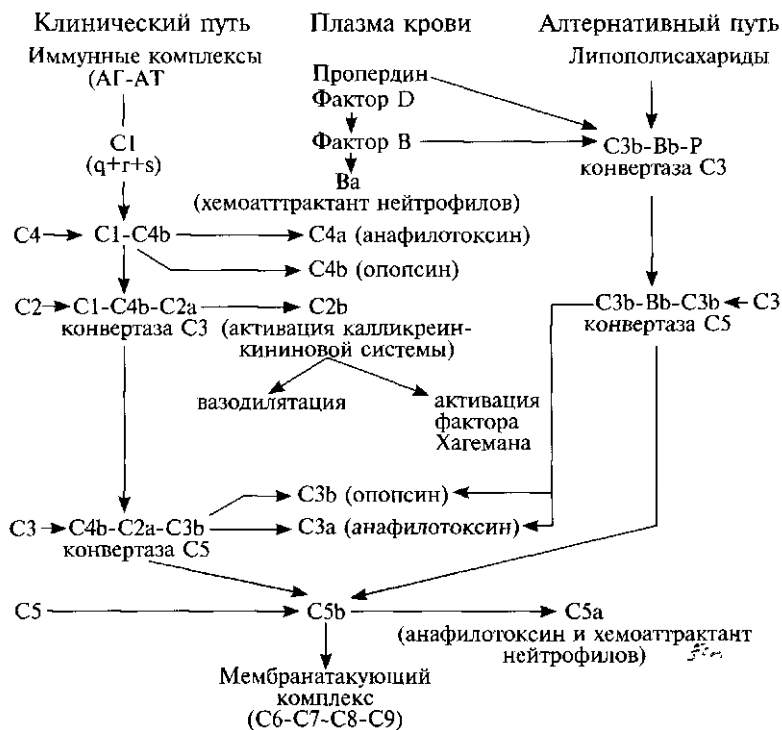 Клинический путь
Плазма крови
Алтернативный путь
Иммунные комплексы
(АГ-АТ
Пропердин
Фактор D
Липополисахариды
C1
(q+r+s)
Фактор B
C3b-Bb-P
конвертаза C3
Ba
(хемоатттрактант нейтрофилов)
C4
C1-C4b
C4a (анафилотоксин)
C4b (опопсин)
C2
C1-C4b-C2a
конвертаза C3
C2b
(активация калликреин-
кининовой системы)
C3b-Bb-C3b
конвертаза C5
C3
вазодилятация
активация
фактора
Хагемана
C3
C4b-C2a-C3b
конвертаза C5
C3b (опопсин)
C3a (анафилотоксин)
C5
C5b
C5a
(анафилотоксин и хемоаттрактант
нейтрофилов)
Мембранатакующий
комплекс
(C6-C7-C8-C9)